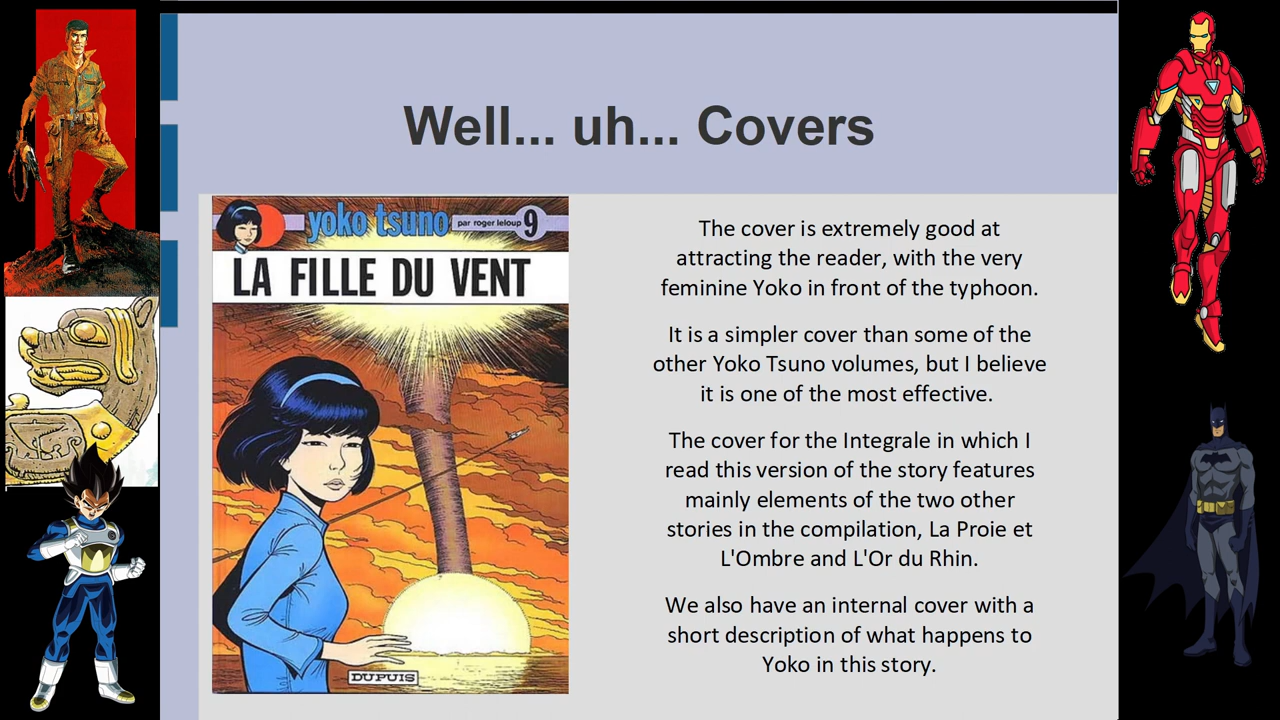 Well... uh... Covers
yoko tsuno par roger leloup 9
LA FILLE DU VENT
DUPUIS
The cover is extremely good at
attracting the reader, with the very
feminine Yoko in front of the typhoon.
It is a simpler cover than some of the
other Yoko Tsuno volumes, but I believe
it is one of the most effective.
The cover for the Integrale in which I
read this version of the story features
mainly elements of the two other
stories in the compilation, La Proie et
L'Ombre and L'Or du Rhin.
We also have an internal cover with a
short description of what happens to
Yoko in this story.